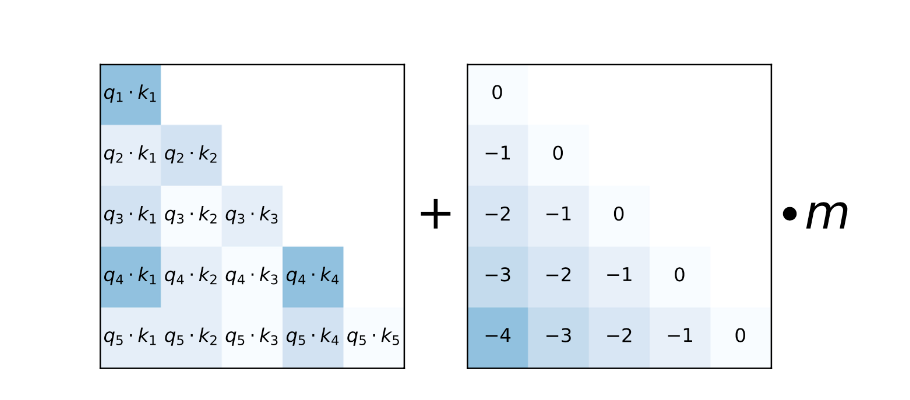 q₁ · k₁
0
q₂ · k₁ q₂ · k₂
−1 0
q₃ · k₁ q₃ · k₂ q₃ · k₃
−2 −1 0
+
•m
q₄ · k₁ q₄ · k₂ q₄ · k₃ q₄ · k₄
−3 −2 −1 0
q₅ · k₁ q₅ · k₂ q₅ · k₃ q₅ · k₄ q₅ · k₅
−4 −3 −2 −1 0